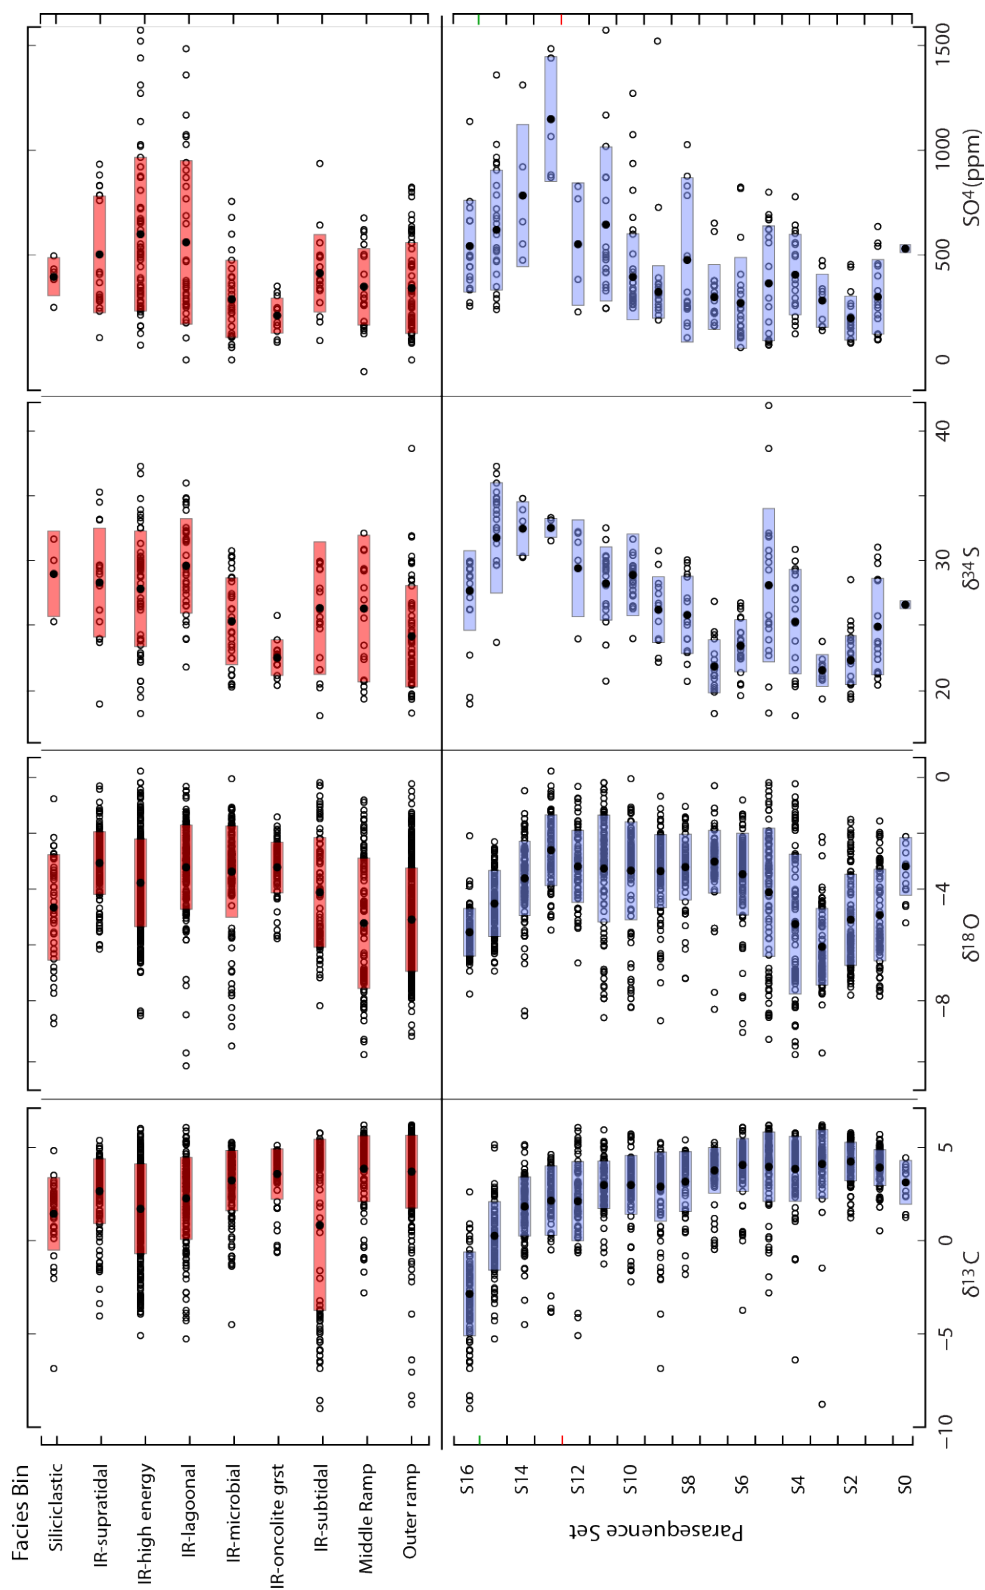 Facies Bin
Siliciclastic
IR-supratidal
IR-high energy
IR-lagoonal
IR-microbial
IR-oncolite grst
IR-subtidal
Middle Ramp
Outer ramp
Parasequence Set
S16
S14
S12
S10
S8
S6
S4
S2
S0
−10
−5
0
5
δ¹³C
−8
−4
0
δ¹⁸O
20
30
40
δ³⁴S
0
500
1000
1500
SO⁴(ppm)